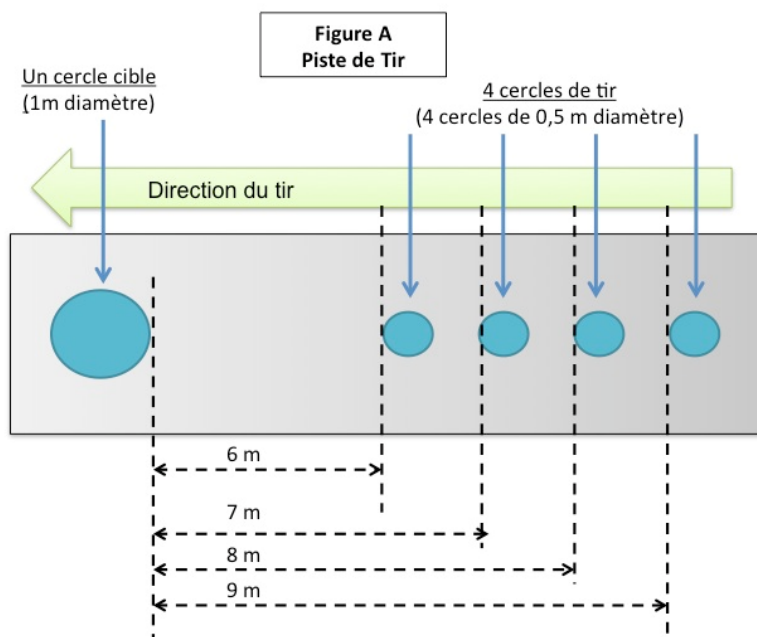 Figure A
Piste de Tir
Un cercle cible
(1m diamètre)
4 cercles de tir
(4 cercles de 0,5 m diamètre)
Direction du tir
6 m
7 m
8 m
9 m